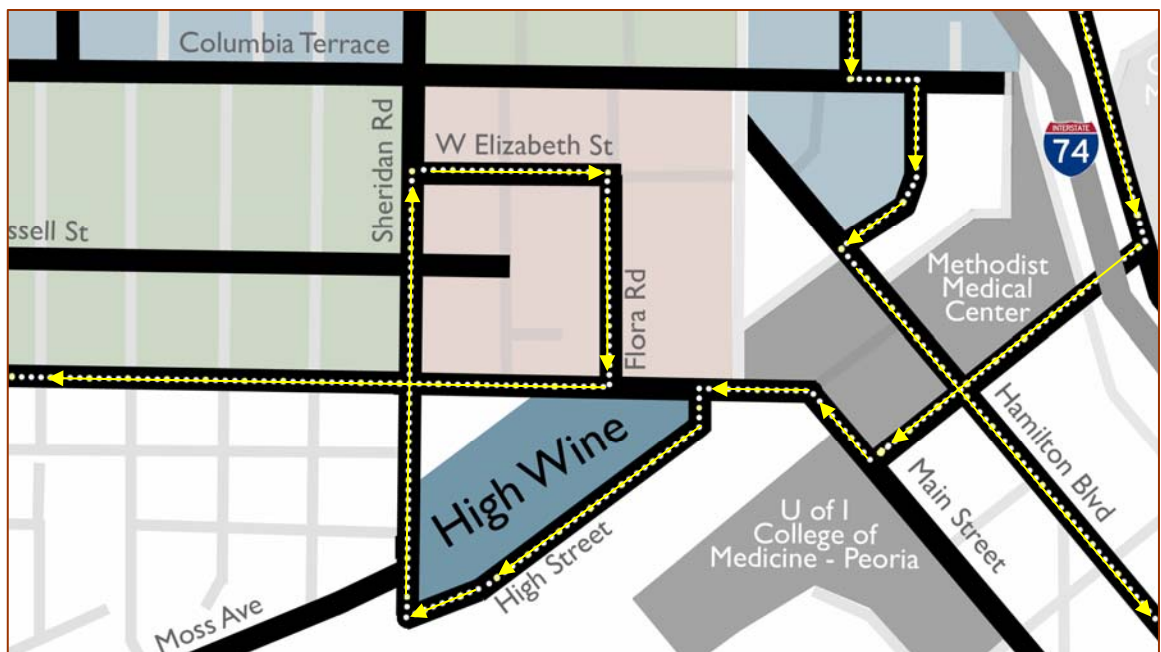 Columbia Terrace
Sheridan Rd
W Elizabeth St
INTERSTATE
74
ssell St
Flora Rd
Methodist
Medical
Center
High Wine
High Street
Hamilton Blvd
Main Street
U of I
College of
Medicine - Peoria
Moss Ave